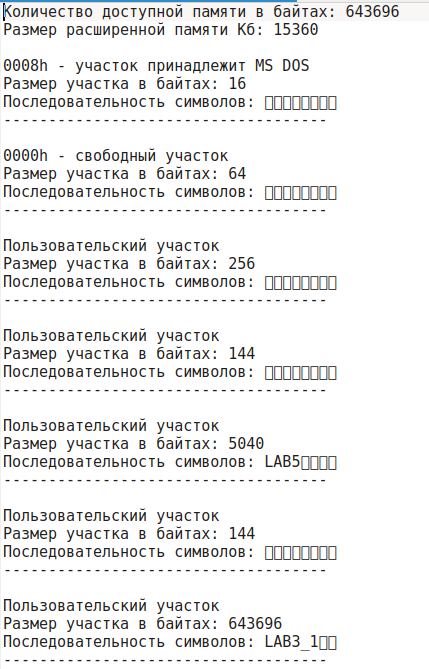 Количество доступной памяти в байтах: 643696
Размер расширенной памяти Кб: 15360
0008h - участок принадлежит MS DOS
Размер участка в байтах: 16
Последовательность символов: □□□□□□□□
------------------------------------
0000h - свободный участок
Размер участка в байтах: 64
Последовательность символов: □□□□□□□□
------------------------------------
Пользовательский участок
Размер участка в байтах: 256
Последовательность символов: □□□□□□□□
------------------------------------
Пользовательский участок
Размер участка в байтах: 144
Последовательность символов: □□□□□□□□
------------------------------------
Пользовательский участок
Размер участка в байтах: 5040
Последовательность символов: LAB5□□□□
------------------------------------
Пользовательский участок
Размер участка в байтах: 144
Последовательность символов: □□□□□□□□
------------------------------------
Пользовательский участок
Размер участка в байтах: 643696
Последовательность символов: LAB3_1□□
------------------------------------